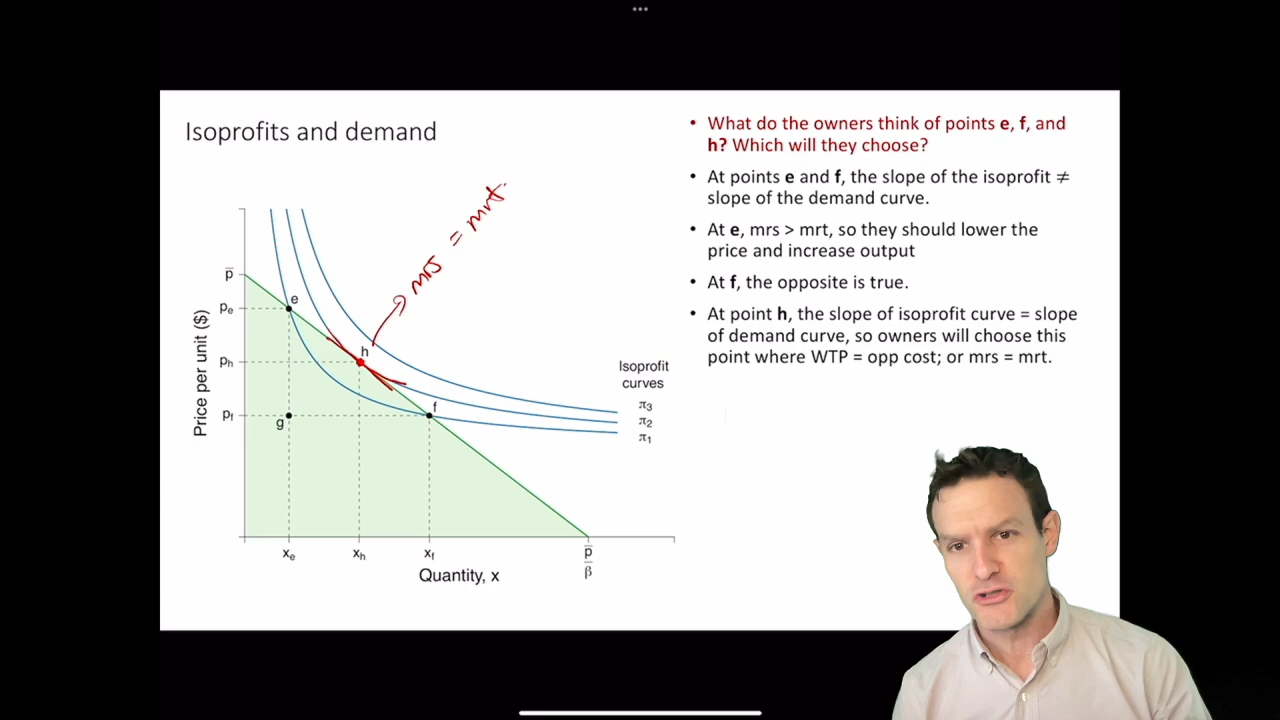 Isoprofits and demand
• What do the owners think of points e, f, and
h? Which will they choose?
• At points e and f, the slope of the isoprofit ≠
slope of the demand curve.
• At e, mrs > mrt, so they should lower the
price and increase output
• At f, the opposite is true.
• At point h, the slope of isoprofit curve = slope
of demand curve, so owners will choose this
point where WTP = opp cost; or mrs = mrt.
mrs = mrt.
Price per unit ($)
p̅
pₑ
pₕ
p_f
e
h
f
g
Isoprofit
curves
π₃
π₂
π₁
xₑ
xₕ
x_f
p̅
β
Quantity, x